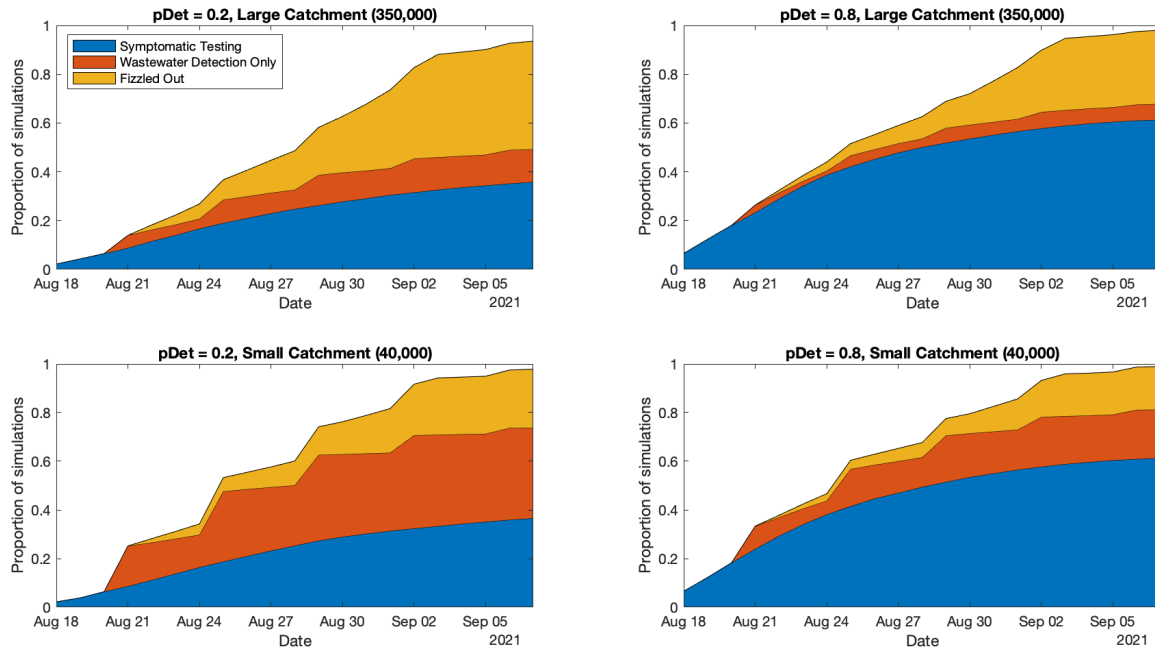 pDet = 0.2, Large Catchment (350,000)
Proportion of simulations
1
0.8
0.6
0.4
0.2
0
Symptomatic Testing
Wastewater Detection Only
Fizzled Out
Aug 18 Aug 21 Aug 24 Aug 27 Aug 30 Sep 02 Sep 05
Date
2021
pDet = 0.8, Large Catchment (350,000)
Proportion of simulations
1
0.8
0.6
0.4
0.2
0
Aug 18 Aug 21 Aug 24 Aug 27 Aug 30 Sep 02 Sep 05
Date
2021
pDet = 0.2, Small Catchment (40,000)
Proportion of simulations
1
0.8
0.6
0.4
0.2
0
Aug 18 Aug 21 Aug 24 Aug 27 Aug 30 Sep 02 Sep 05
Date
2021
pDet = 0.8, Small Catchment (40,000)
Proportion of simulations
1
0.8
0.6
0.4
0.2
0
Aug 18 Aug 21 Aug 24 Aug 27 Aug 30 Sep 02 Sep 05
Date
2021